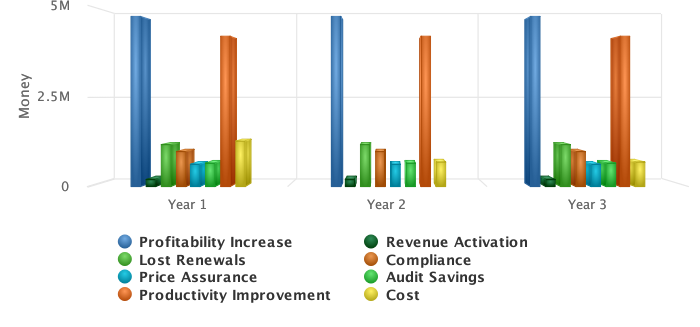 5M
2.5M
0
Money
Year 1
Year 2
Year 3
Profitability Increase
Revenue Activation
Lost Renewals
Compliance
Price Assurance
Audit Savings
Productivity Improvement
Cost